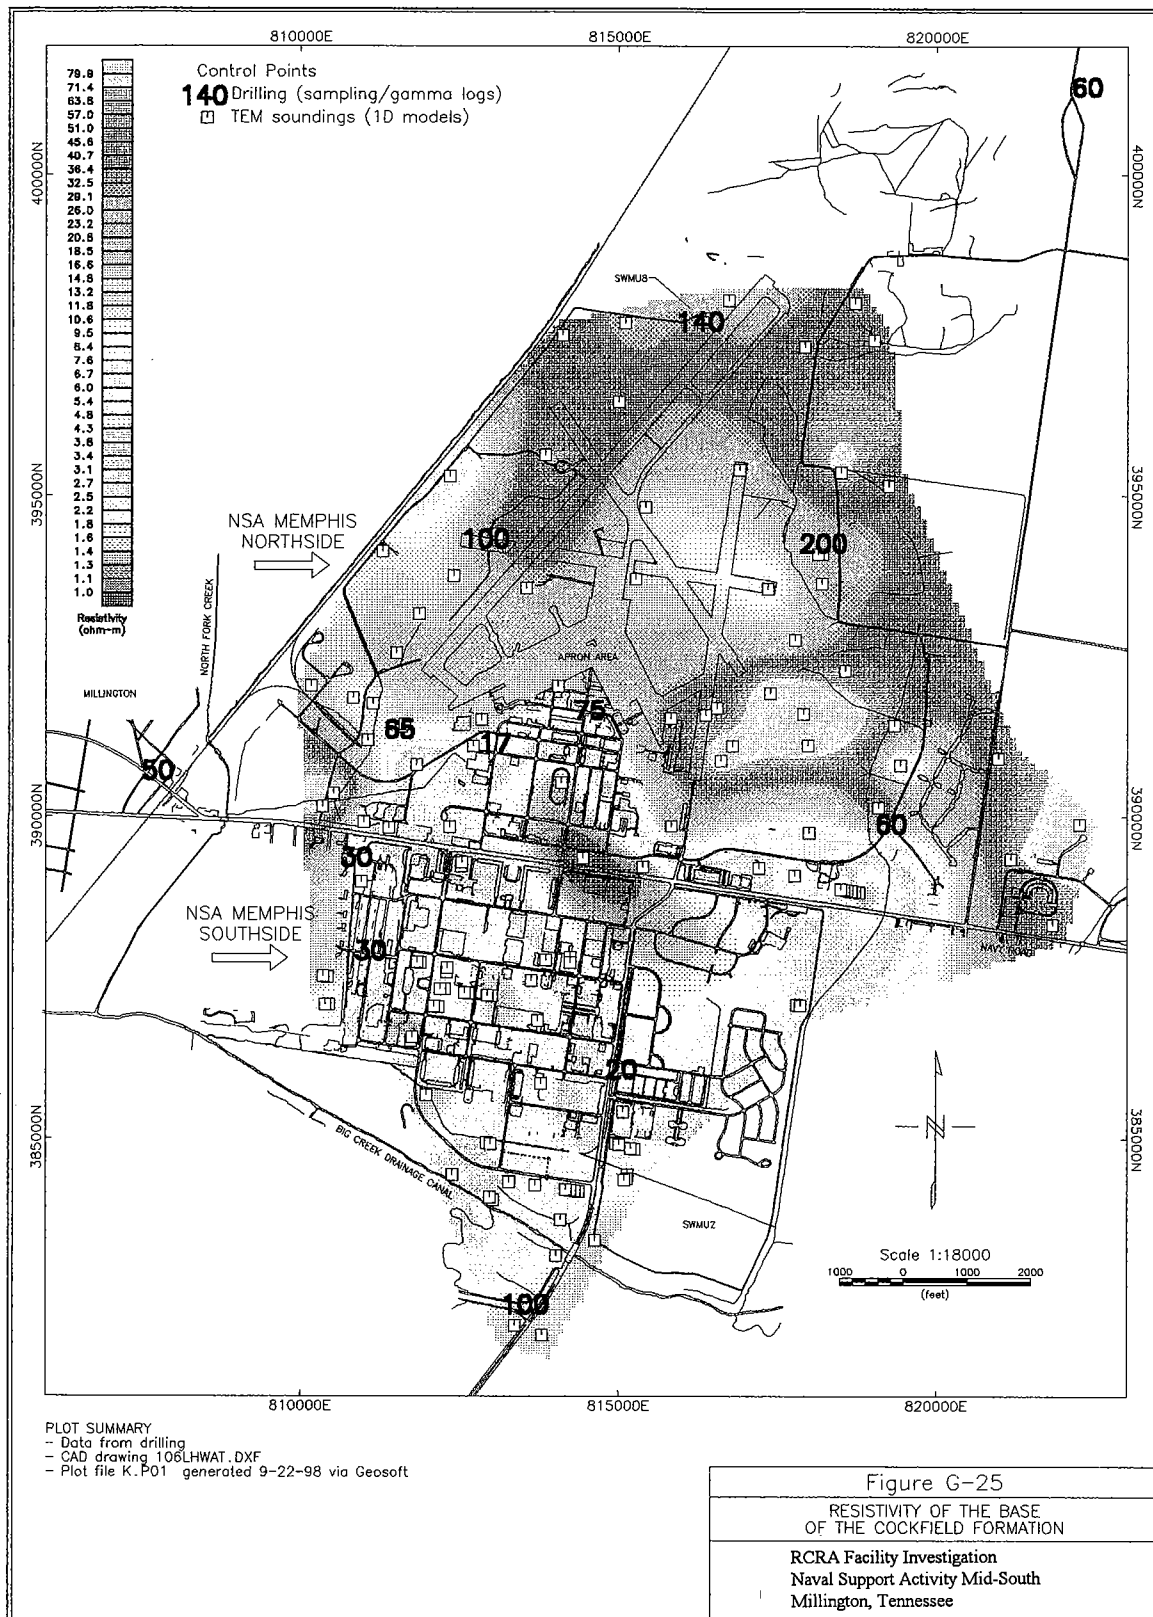 810000E
815000E
820000E
79.8
71.4
63.8
57.0
51.0
45.6
40.7
36.4
32.5
29.1
26.0
23.2
20.8
18.5
16.6
14.8
13.2
11.8
10.6
9.5
8.4
7.6
6.7
6.0
5.4
4.8
4.3
3.8
3.4
3.1
2.7
2.5
2.2
1.8
1.6
1.4
1.3
1.1
1.0
Resistivity
(ohm-m)
Control Points
140 Drilling (sampling/gamma logs)
TEM soundings (1D models)
60
400000N
400000N
SWMU8
140
395000N
395000N
NSA MEMPHIS
NORTHSIDE
100
200
NORTH FORK CREEK
APRON AREA
MILLINGTON
75
65
17
50
390000N
390000N
60
30
NSA MEMPHIS
SOUTHSIDE
30
NAVY ROAD
20
385000N
385000N
BIG CREEK DRAINAGE CANAL
N
SWMU2
Scale 1:18000
1000 0 1000 2000
(feet)
100
810000E
815000E
820000E
PLOT SUMMARY
- Data from drilling
- CAD drawing 106LHWAT.DXF
- Plot file K.P01 generated 9-22-98 via Geosoft
Figure G-25
RESISTIVITY OF THE BASE
OF THE COCKFIELD FORMATION
RCRA Facility Investigation
Naval Support Activity Mid-South
Millington, Tennessee